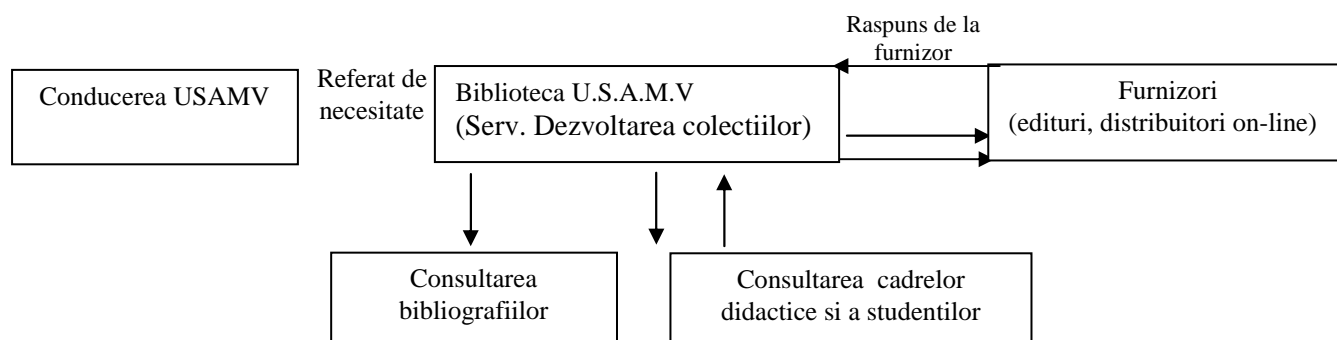 Raspuns de la
furnizor
Conducerea USAMV
Referat de
necesitate
Biblioteca U.S.A.M.V
(Serv. Dezvoltarea colectiilor)
Furnizori
(edituri, distribuitori on-line)
Consultarea
bibliografiilor
Consultarea cadrelor
didactice si a studentilor